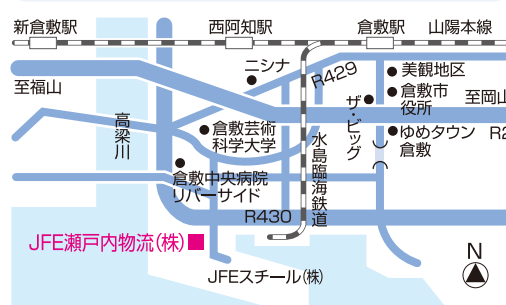 新倉敷駅
西阿知駅
倉敷駅
山陽本線
ニシナ
R429
美観地区
至福山
倉敷市
役所
至岡山
ザ・ビッグ
高梁川
倉敷芸術
科学大学
水島臨海鉄道
ゆめタウン
倉敷
R2
倉敷中央病院
リバーサイド
R430
JFE瀬戸内物流(株)
JFEスチール(株)
N